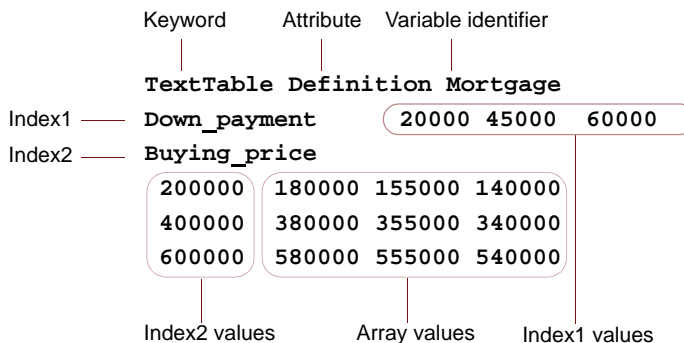 Keyword Attribute Variable identifier
TextTable Definition Mortgage
Index1 Down_payment 20000 45000 60000
Index2 Buying_price
200000 180000 155000 140000
400000 380000 355000 340000
600000 580000 555000 540000
Index2 values Array values Index1 values